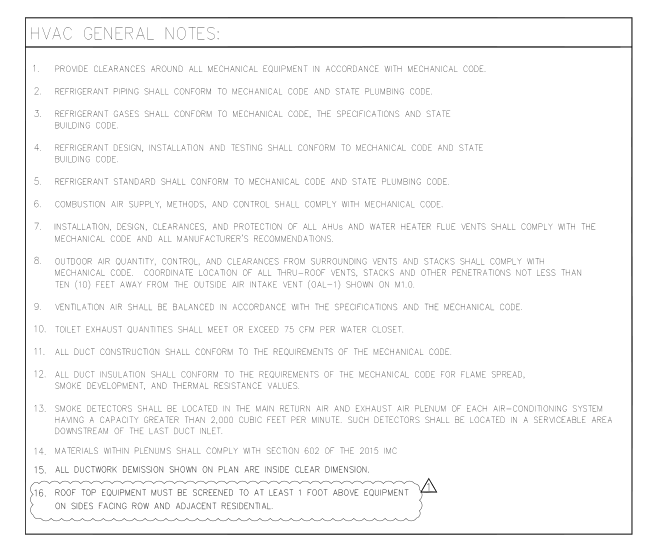 HVAC GENERAL NOTES:
1. PROVIDE CLEARANCES AROUND ALL MECHANICAL EQUIPMENT IN ACCORDANCE WITH MECHANICAL CODE.
2. REFRIGERANT PIPING SHALL CONFORM TO MECHANICAL CODE AND STATE PLUMBING CODE.
3. REFRIGERANT GASES SHALL CONFORM TO MECHANICAL CODE, THE SPECIFICATIONS AND STATE
BUILDING CODE.
4. REFRIGERANT DESIGN, INSTALLATION AND TESTING SHALL CONFORM TO MECHANICAL CODE AND STATE
BUILDING CODE.
5. REFRIGERANT STANDARD SHALL CONFORM TO MECHANICAL CODE AND STATE PLUMBING CODE.
6. COMBUSTION AIR SUPPLY, METHODS, AND CONTROL SHALL COMPLY WITH MECHANICAL CODE.
7. INSTALLATION, DESIGN, CLEARANCES, AND PROTECTION OF ALL AHUs AND WATER HEATER FLUE VENTS SHALL COMPLY WITH THE
MECHANICAL CODE AND ALL MANUFACTURER'S RECOMMENDATIONS.
8. OUTDOOR AIR QUANTITY, CONTROL, AND CLEARANCES FROM SURROUNDING VENTS AND STACKS SHALL COMPLY WITH
MECHANICAL CODE. COORDINATE LOCATION OF ALL THRU-ROOF VENTS, STACKS AND OTHER PENETRATIONS NOT LESS THAN
TEN (10) FEET AWAY FROM THE OUTSIDE AIR INTAKE VENT (OAL-1) SHOWN ON M1.0.
9. VENTILATION AIR SHALL BE BALANCED IN ACCORDANCE WITH THE SPECIFICATIONS AND THE MECHANICAL CODE.
10. TOILET EXHAUST QUANTITIES SHALL MEET OR EXCEED 75 CFM PER WATER CLOSET.
11. ALL DUCT CONSTRUCTION SHALL CONFORM TO THE REQUIREMENTS OF THE MECHANICAL CODE.
12. ALL DUCT INSULATION SHALL CONFORM TO THE REQUIREMENTS OF THE MECHANICAL CODE FOR FLAME SPREAD,
SMOKE DEVELOPMENT, AND THERMAL RESISTANCE VALUES.
13. SMOKE DETECTORS SHALL BE LOCATED IN THE MAIN RETURN AIR AND EXHAUST AIR PLENUM OF EACH AIR-CONDITIONING SYSTEM
HAVING A CAPACITY GREATER THAN 2,000 CUBIC FEET PER MINUTE. SUCH DETECTORS SHALL BE LOCATED IN A SERVICEABLE AREA
DOWNSTREAM OF THE LAST DUCT INLET.
14. MATERIALS WITHIN PLENUMS SHALL COMPLY WITH SECTION 602 OF THE 2015 IMC
15. ALL DUCTWORK DEMISSION SHOWN ON PLAN ARE INSIDE CLEAR DIMENSION.
16. ROOF TOP EQUIPMENT MUST BE SCREENED TO AT LEAST 1 FOOT ABOVE EQUIPMENT
ON SIDES FACING ROW AND ADJACENT RESIDENTIAL.